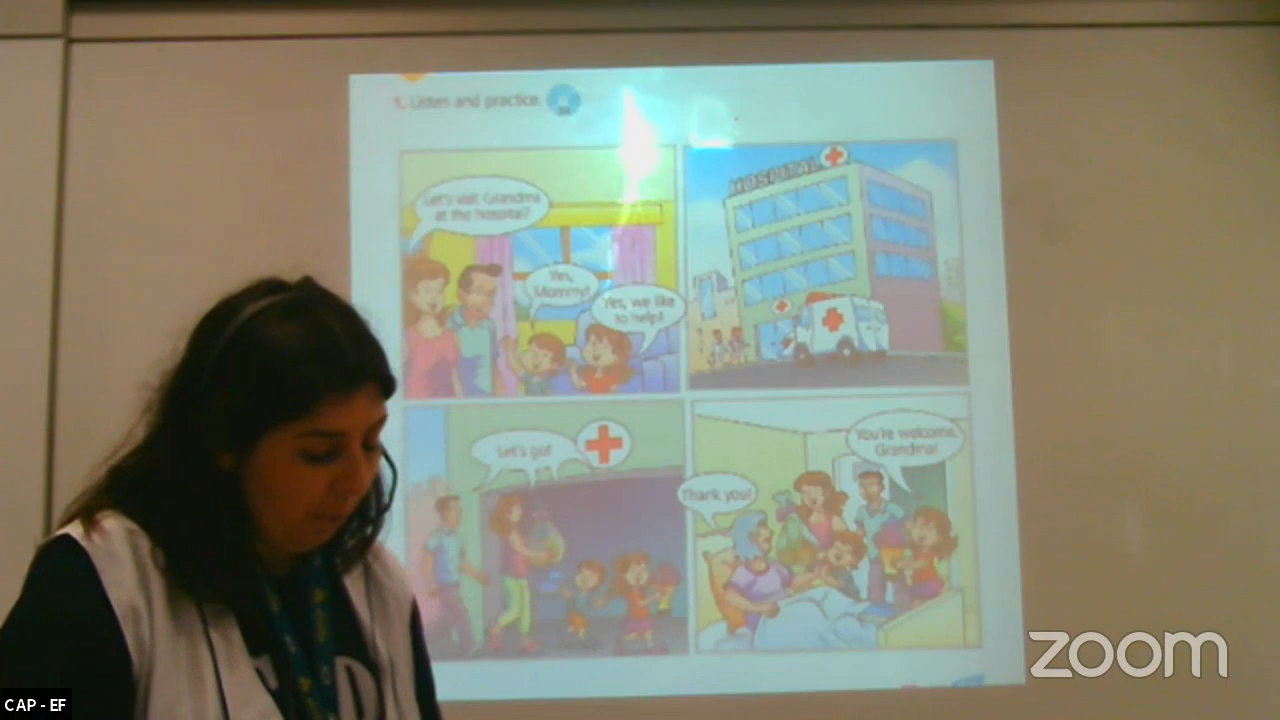 1. Listen and practice.
Let's visit Grandma
at the hospital?
Yes,
Mommy!
Yes, we like
to help!
HOSPITAL
Let's go!
Thank you!
You're welcome,
Grandma!
zoom
CAP - EF